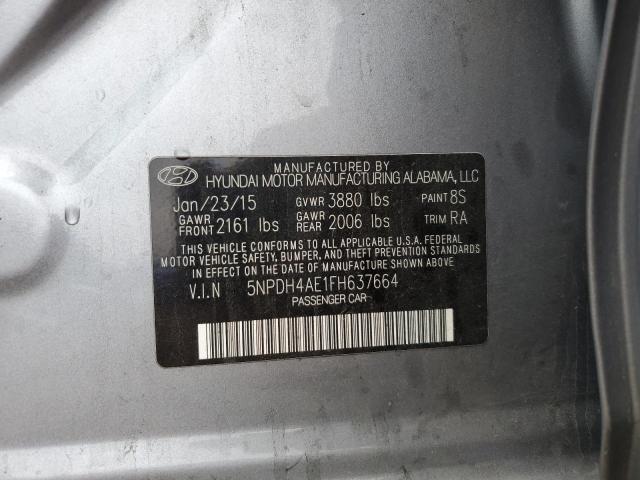 MANUFACTURED BY
HYUNDAI MOTOR MANUFACTURING ALABAMA, LLC
Jan/23/15 GVWR 3880 lbs PAINT 8S
GAWR FRONT 2161 lbs GAWR REAR 2006 lbs TRIM RA
THIS VEHICLE CONFORMS TO ALL APPLICABLE U.S.A. FEDERAL
MOTOR VEHICLE SAFETY, BUMPER, AND THEFT PREVENTION
STANDARDS IN EFFECT ON THE DATE OF MANUFACTURE SHOWN ABOVE.
V.I.N 5NPDH4AE1FH637664
PASSENGER CAR